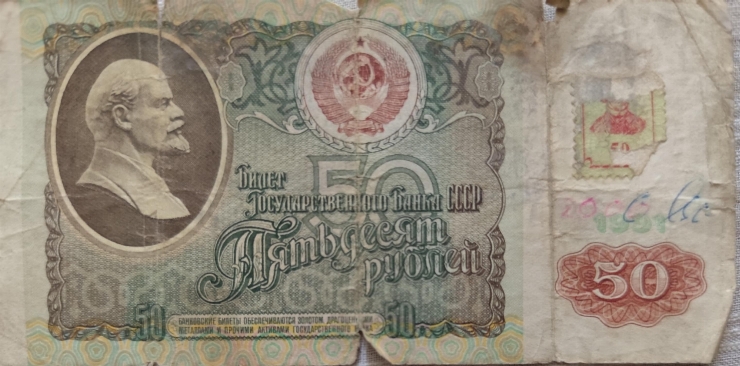 50
Билет
Государственного Банка СССР
Пятьдесят
рублей
50
БАНКОВСКИЕ БИЛЕТЫ ОБЕСПЕЧИВАЮТСЯ ЗОЛОТОМ, ДРАГОЦЕННЫМИ
МЕТАЛЛАМИ И ПРОЧИМИ АКТИВАМИ ГОСУДАРСТВЕННОГО БАНКА
50
50
1991
50